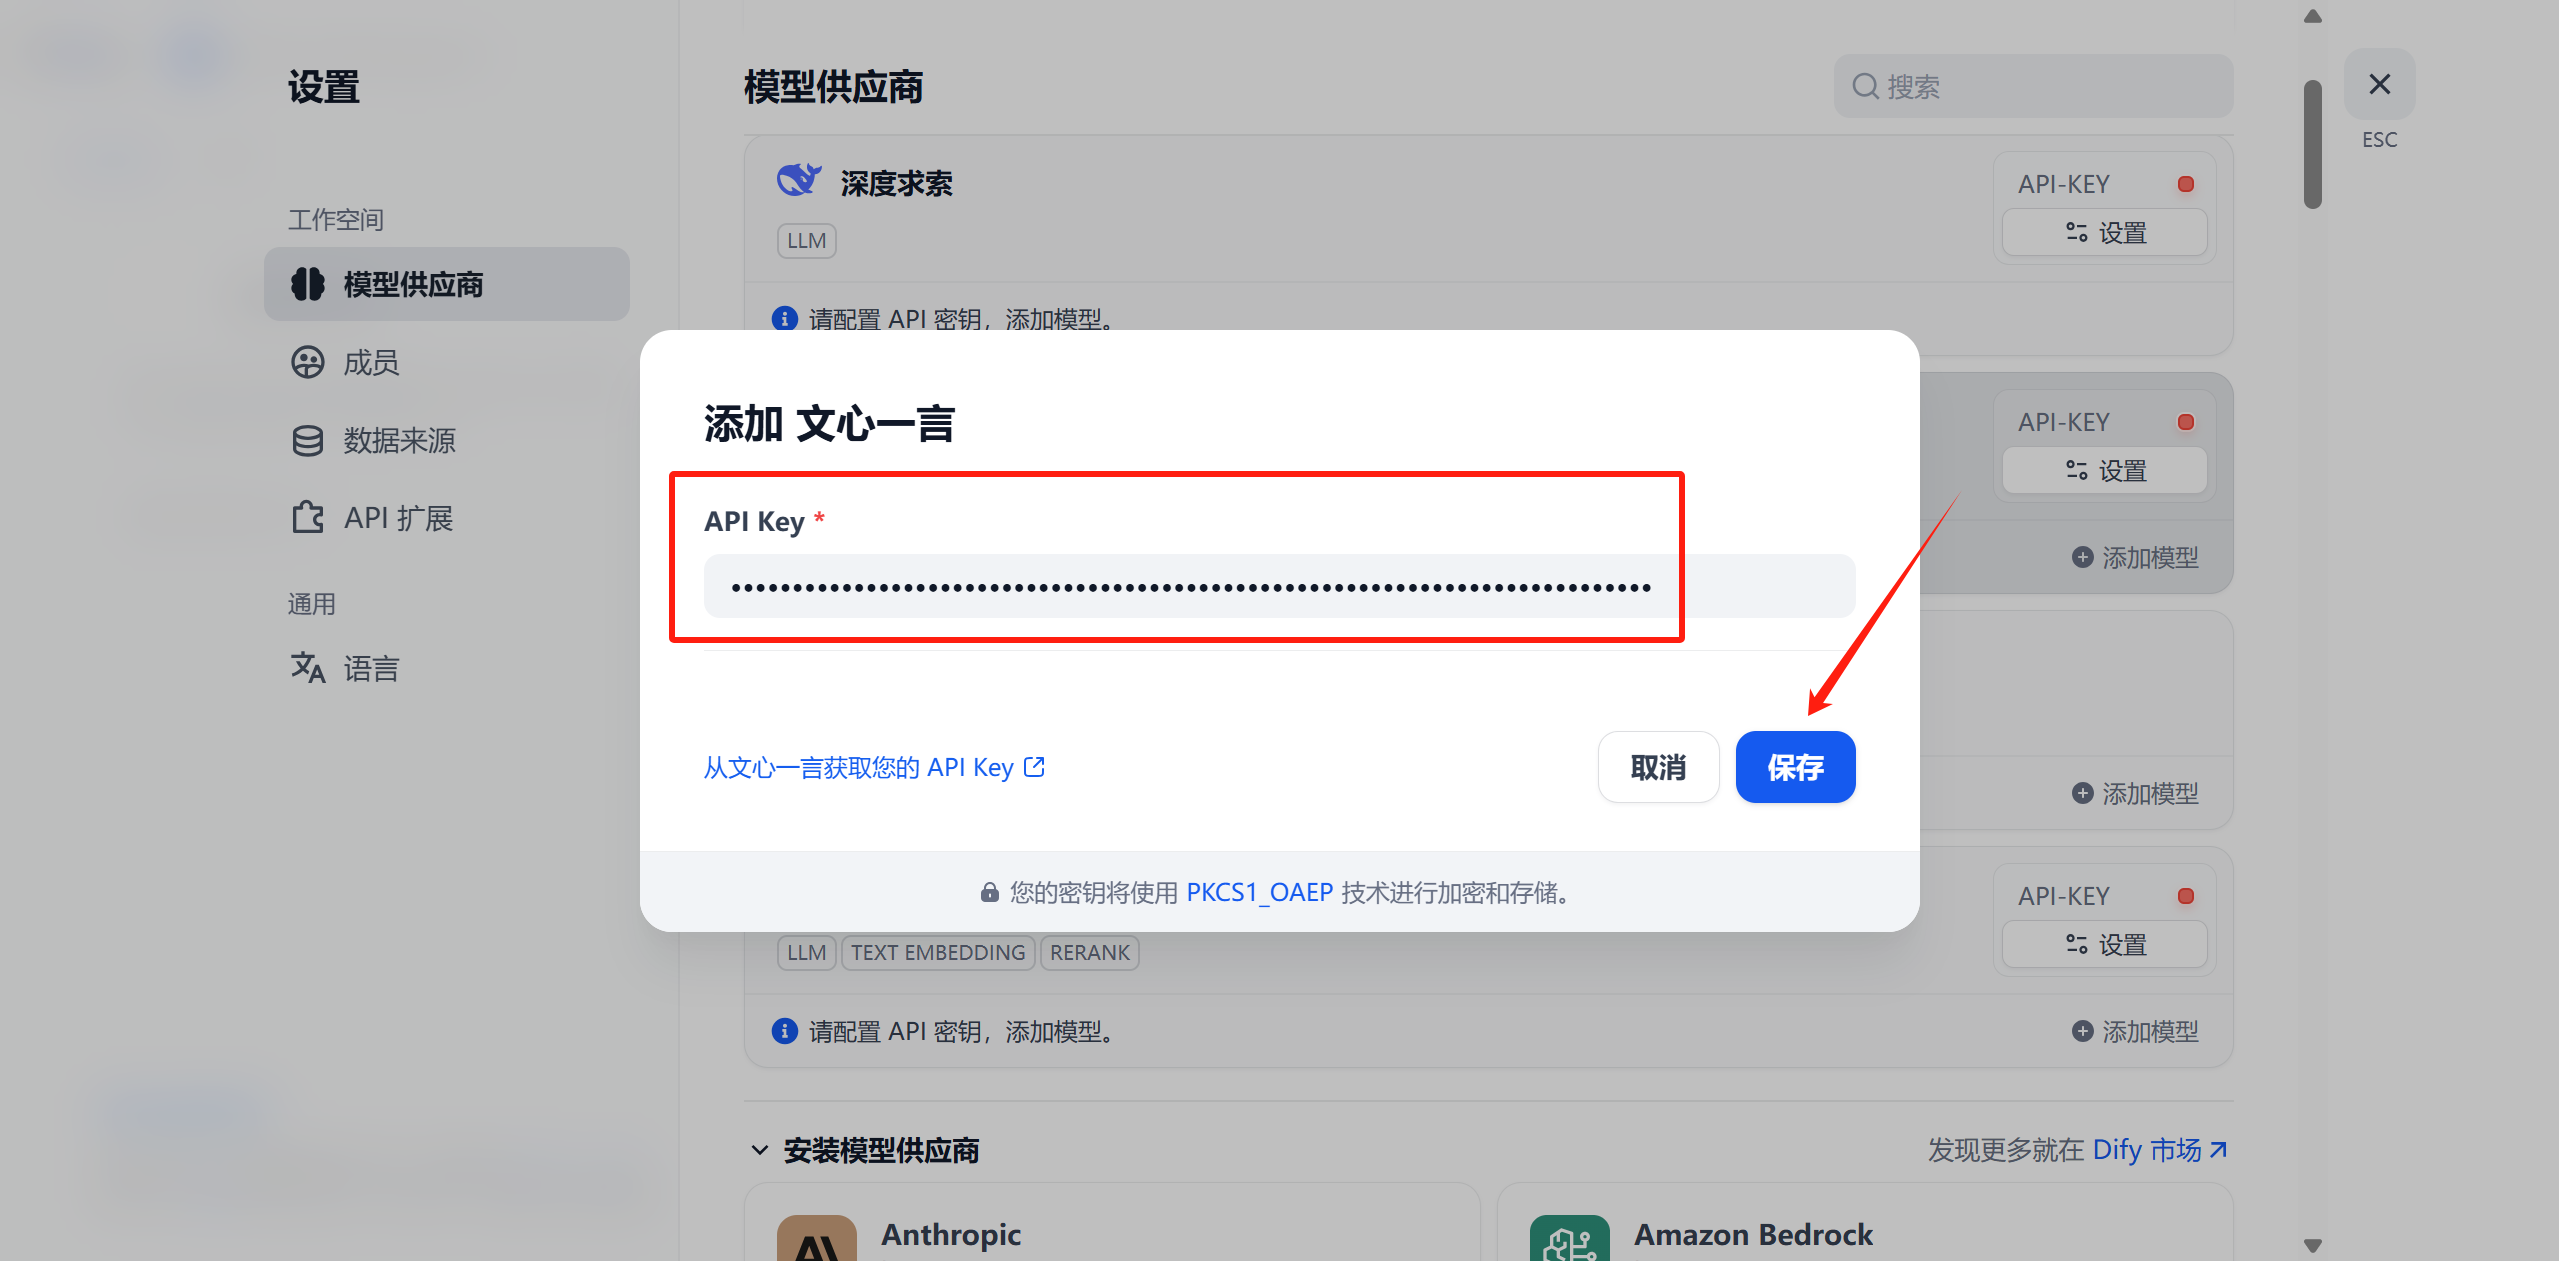 设置
工作空间
模型供应商
成员
数据来源
API 扩展
通用
语言
模型供应商
搜索
ESC
深度求索
LLM
API-KEY
设置
请配置 API 密钥，添加模型。
API-KEY
设置
添加模型
添加模型
添加 文心一言
API Key *
从文心一言获取您的 API Key
取消
保存
您的密钥将使用 PKCS1_OAEP 技术进行加密和存储。
LLM
TEXT EMBEDDING
RERANK
API-KEY
设置
请配置 API 密钥，添加模型。
添加模型
安装模型供应商
发现更多就在 Dify 市场
Anthropic
Amazon Bedrock